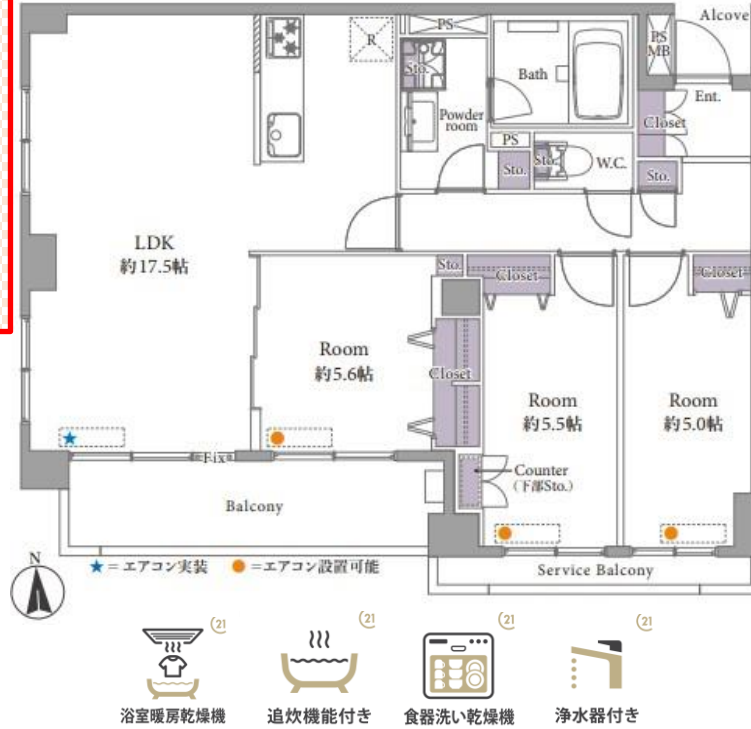 Alcove
PS
R
PS
MB
Sto.
Bath
Ent.
Powder
room
Closet
PS
Sto.
Sto.
W.C.
Sto.
LDK
約17.5帖
Sto.
Closet
Closet
Room
約5.6帖
Closet
Room
約5.5帖
Room
約5.0帖
Fix
Counter
(下部Sto.)
Balcony
Service Balcony
N
★=エアコン実装 ●=エアコン設置可能
(21
(21
(21
(21
浴室暖房乾燥機
追炊機能付き
食器洗い乾燥機
浄水器付き